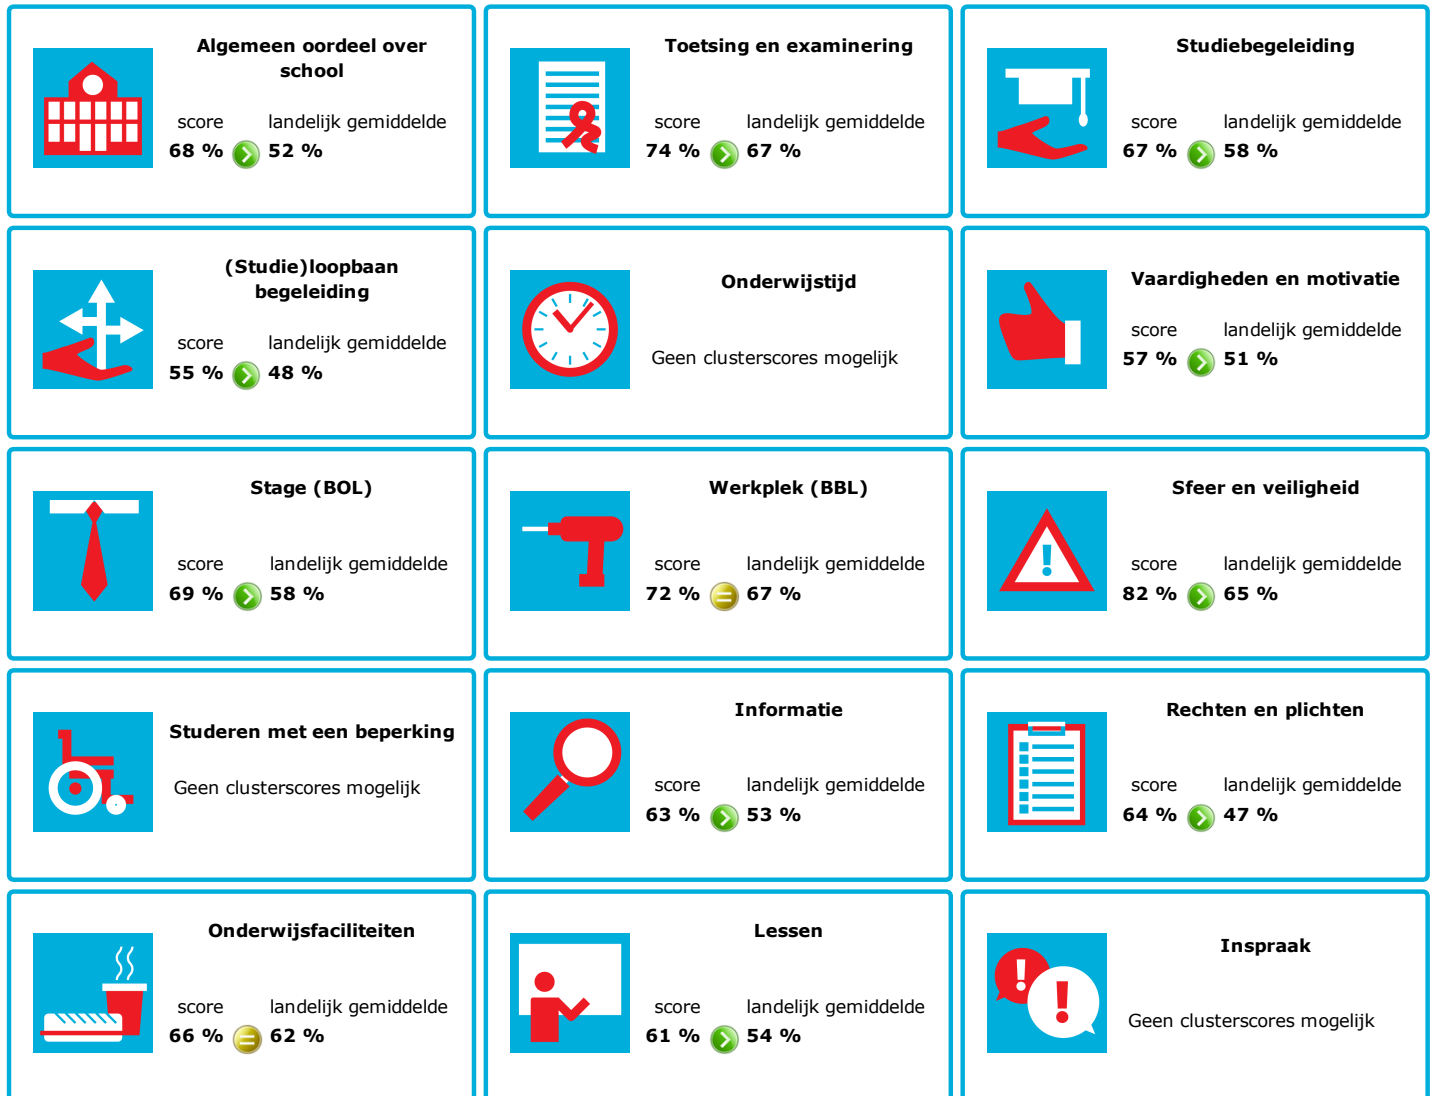 Algemeen oordeel over
school
score landelijk gemiddelde
68 % 52 %
Toetsing en examinering
score landelijk gemiddelde
74 % 67 %
Studiebegeleiding
score landelijk gemiddelde
67 % 58 %
(Studie)loopbaan
begeleiding
score landelijk gemiddelde
55 % 48 %
Onderwijstijd
Geen clusterscores mogelijk
Vaardigheden en motivatie
score landelijk gemiddelde
57 % 51 %
Stage (BOL)
score landelijk gemiddelde
69 % 58 %
Werkplek (BBL)
score landelijk gemiddelde
72 % = 67 %
Sfeer en veiligheid
score landelijk gemiddelde
82 % 65 %
Studeren met een beperking
Geen clusterscores mogelijk
Informatie
score landelijk gemiddelde
63 % 53 %
Rechten en plichten
score landelijk gemiddelde
64 % 47 %
Onderwijsfaciliteiten
score landelijk gemiddelde
66 % = 62 %
Lessen
score landelijk gemiddelde
61 % 54 %
Inspraak
Geen clusterscores mogelijk